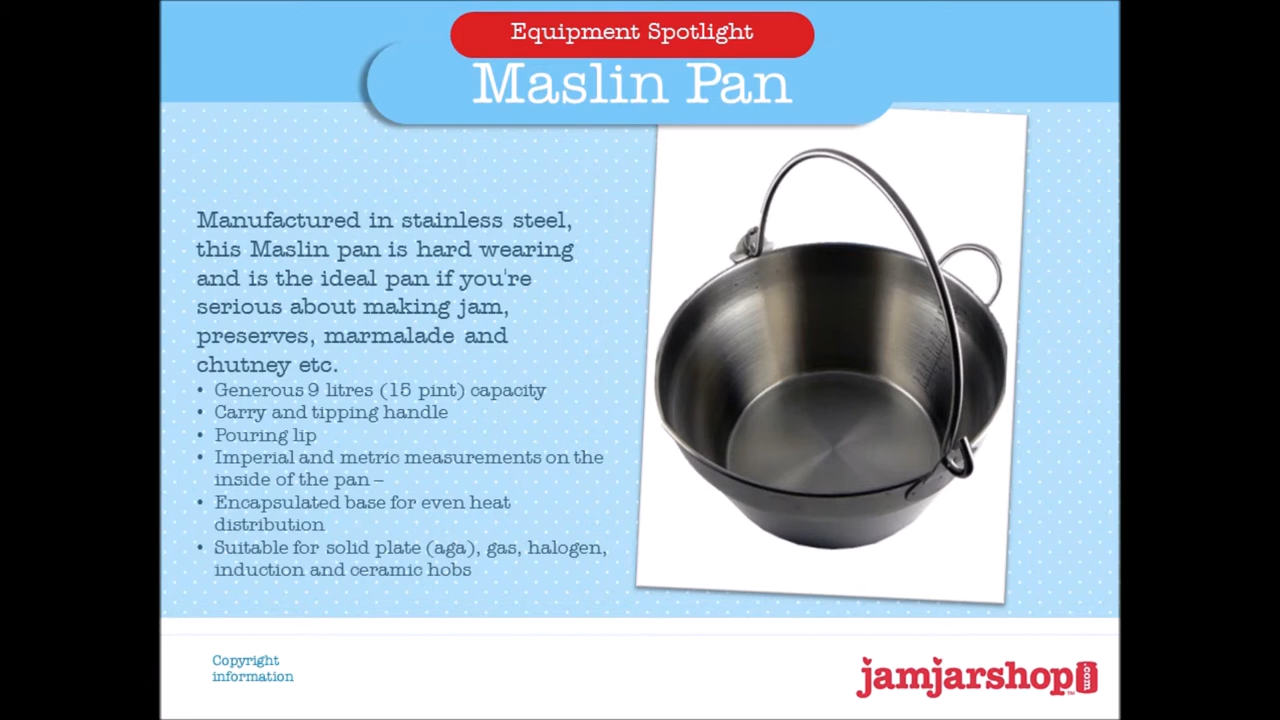 Equipment Spotlight
Maslin Pan
Manufactured in stainless steel,
this Maslin pan is hard wearing
and is the ideal pan if you're
serious about making jam,
preserves, marmalade and
chutney etc.
• Generous 9 litres (15 pint) capacity
• Carry and tipping handle
• Pouring lip
• Imperial and metric measurements on the
inside of the pan –
• Encapsulated base for even heat
distribution
• Suitable for solid plate (aga), gas, halogen,
induction and ceramic hobs
Copyright
information
jamjarshop.com™